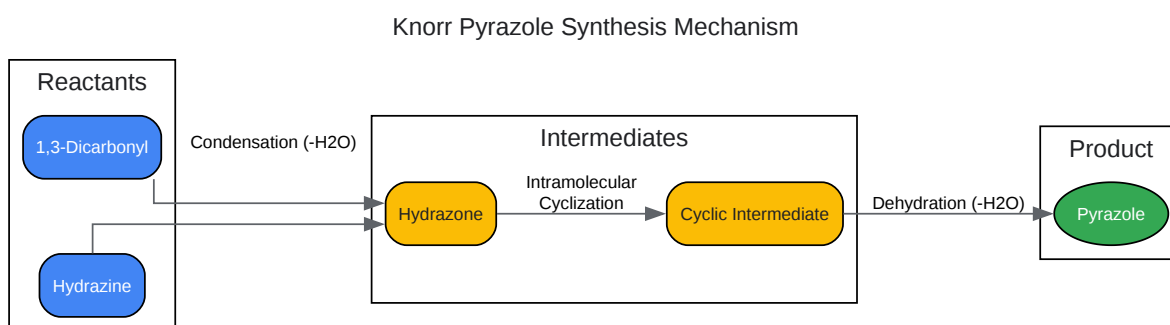 Knorr Pyrazole Synthesis Mechanism
Reactants
1,3-Dicarbonyl
Hydrazine
Condensation (-H2O)
Intermediates
Hydrazone
Intramolecular
Cyclization
Cyclic Intermediate
Dehydration (-H2O)
Product
Pyrazole